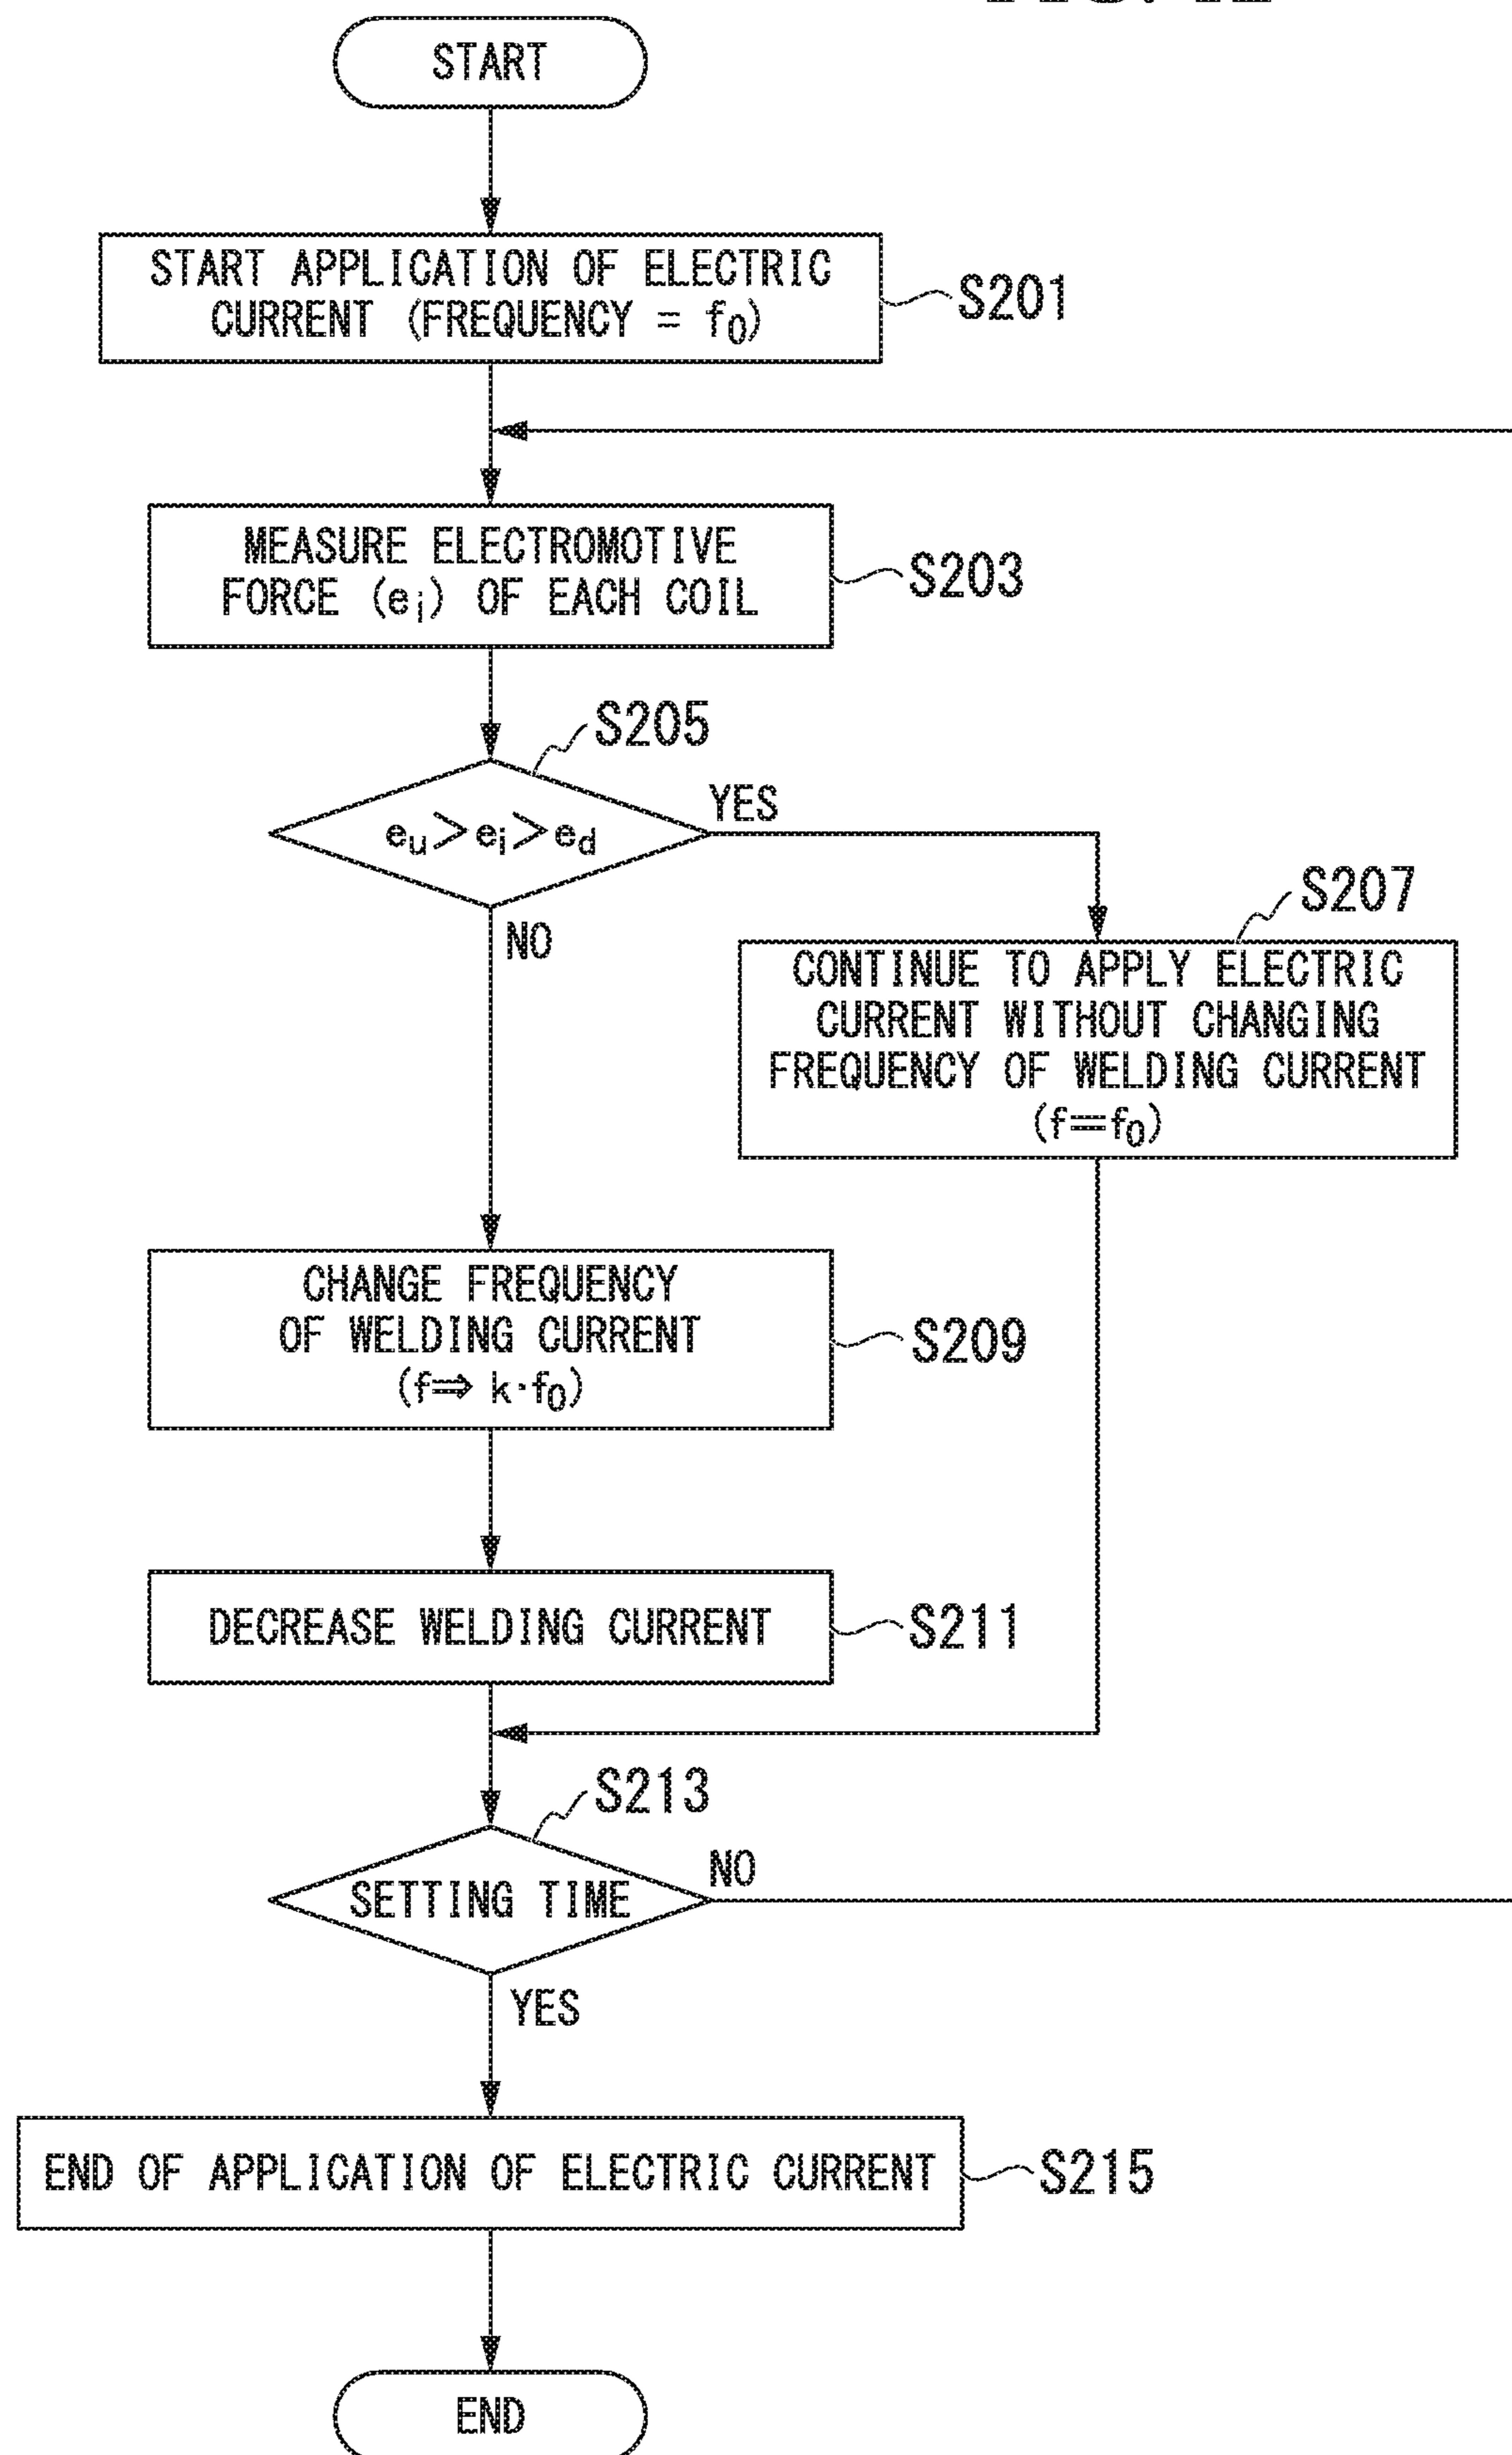 START
START APPLICATION OF ELECTRIC
CURRENT (FREQUENCY = f₀)
S201
MEASURE ELECTROMOTIVE
FORCE (eᵢ) OF EACH COIL
S203
S205
eᵤ>eᵢ>e_d
YES
NO
S207
CONTINUE TO APPLY ELECTRIC
CURRENT WITHOUT CHANGING
FREQUENCY OF WELDING CURRENT
(f=f₀)
CHANGE FREQUENCY
OF WELDING CURRENT
(f⇒ k·f₀)
S209
DECREASE WELDING CURRENT
S211
S213
SETTING TIME
NO
YES
END OF APPLICATION OF ELECTRIC CURRENT
S215
END